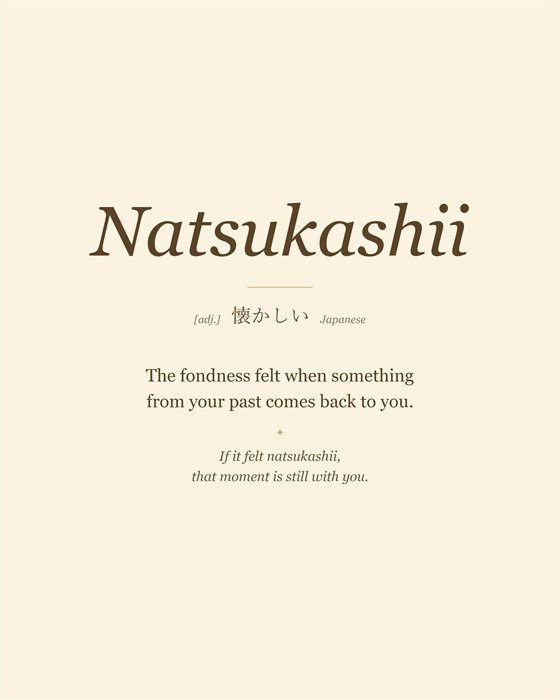 Natsukashii
[adj.] 懐かしい Japanese
The fondness felt when something
from your past comes back to you.
+
If it felt natsukashii,
that moment is still with you.